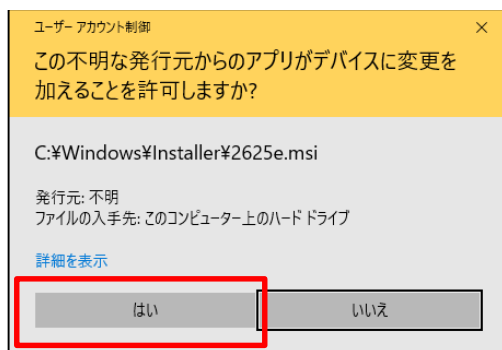 ユーザー アカウント制御
この不明な発行元からのアプリがデバイスに変更を
加えることを許可しますか?
C:¥Windows¥Installer¥2625e.msi
発行元: 不明
ファイルの入手先: このコンピューター上のハード ドライブ
詳細を表示
はい
いいえ